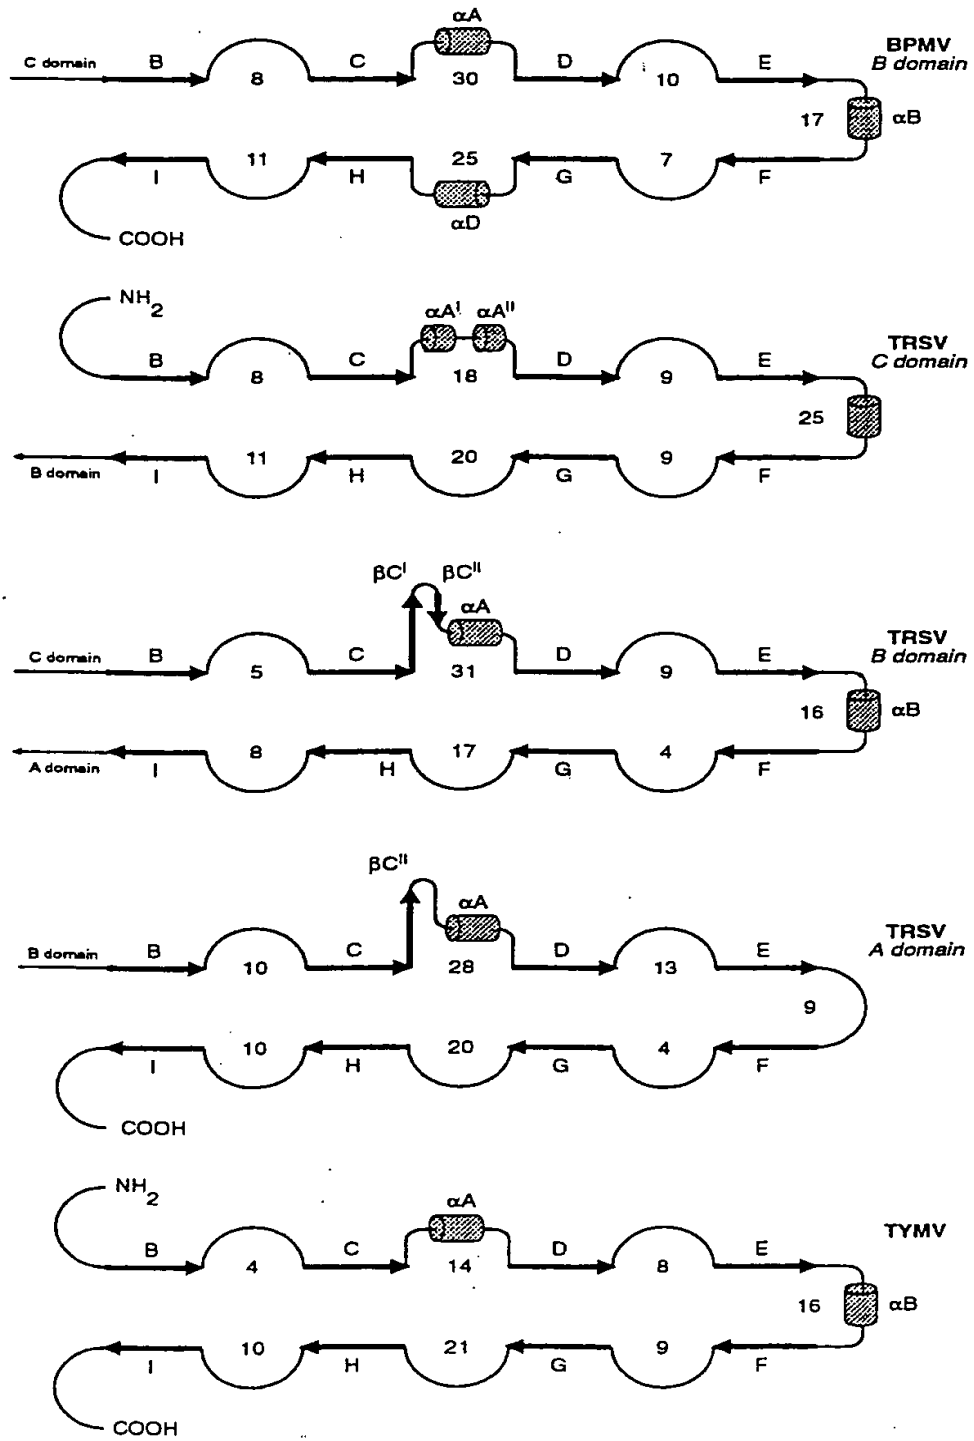 αA
BPMV
B domain
C domain B 8 C 30 D 10 E
17 αB
I 11 H 25 G 7 F
αD
COOH
NH2
αA^I αA^II
TRSV
C domain
B 8 C 18 D 9 E
25
B domain I 11 H 20 G 9 F
βC^I βC^II
αA
TRSV
B domain
C domain B 5 C 31 D 9 E
16 αB
A domain I 8 H 17 G 4 F
βC^II
αA
TRSV
A domain
B domain B 10 C 28 D 13 E
9
I 10 H 20 G 4 F
COOH
NH2
αA
TYMV
B 4 C 14 D 8 E
16 αB
I 10 H 21 G 9 F
COOH